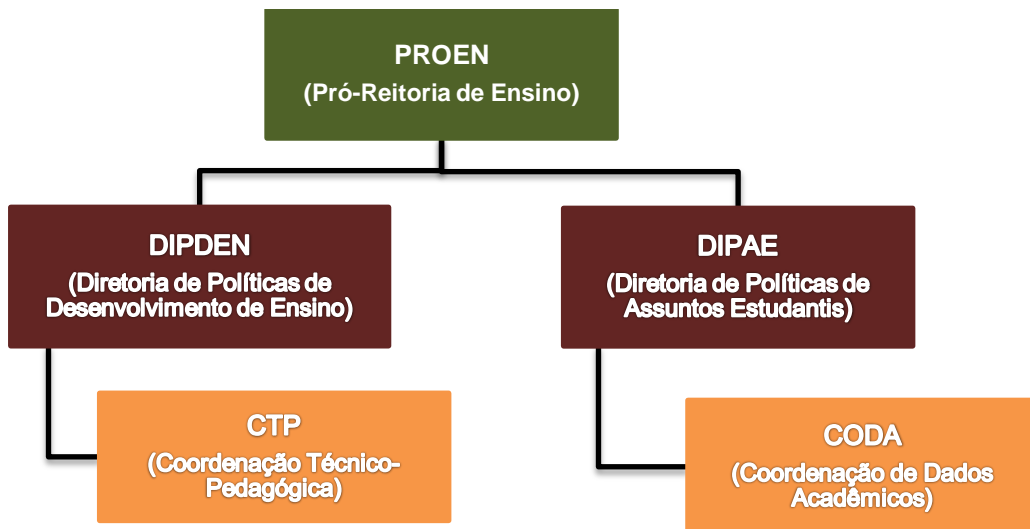 PROEN
(Pró-Reitoria de Ensino)
DIPDEN
(Diretoria de Políticas de
Desenvolvimento de Ensino)
DIPAE
(Diretoria de Políticas de
Assuntos Estudantis)
CTP
(Coordenação Técnico-
Pedagógica)
CODA
(Coordenação de Dados
Acadêmicos)